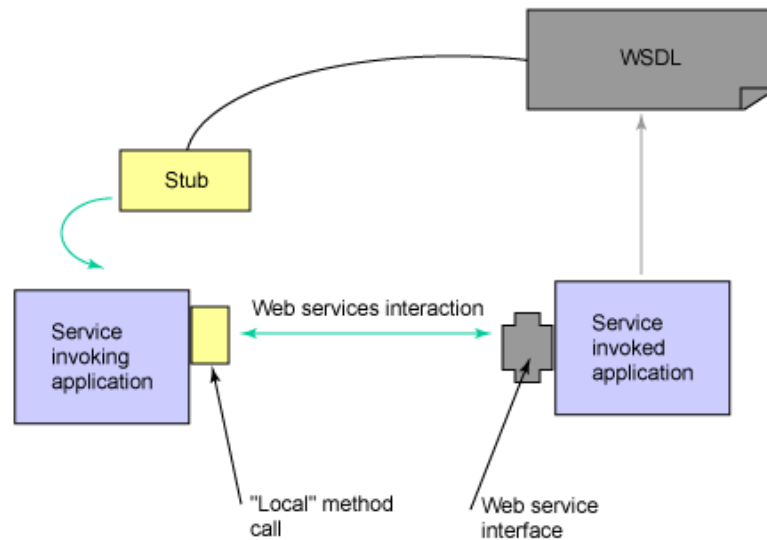 WSDL
Stub
Web services interaction
Service
invoking
application
Service
invoked
application
"Local" method
call
Web service
interface